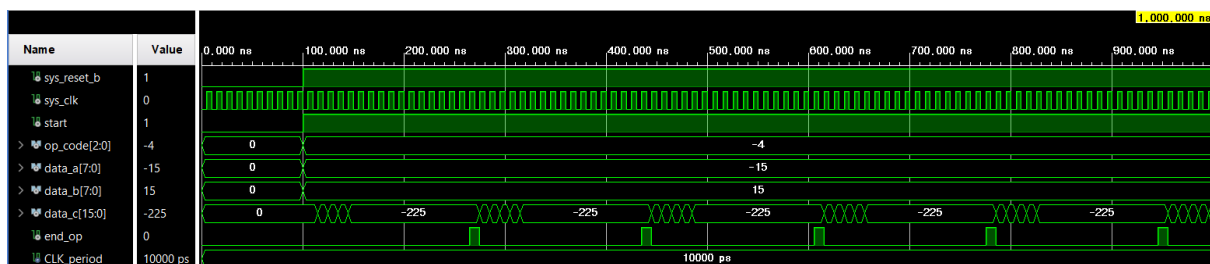 1,000.000 ns
Name Value 0.000 ns 100.000 ns 200.000 ns 300.000 ns 400.000 ns 500.000 ns 600.000 ns 700.000 ns 800.000 ns 900.000 ns
sys_reset_b 1
sys_clk 0
start 1
op_code[2:0] -4 0 -4
data_a[7:0] -15 0 -15
data_b[7:0] 15 0 15
data_c[15:0] -225 0 -225 -225 -225 -225 -225
end_op 0
CLK_period 10000 ps 10000 ps